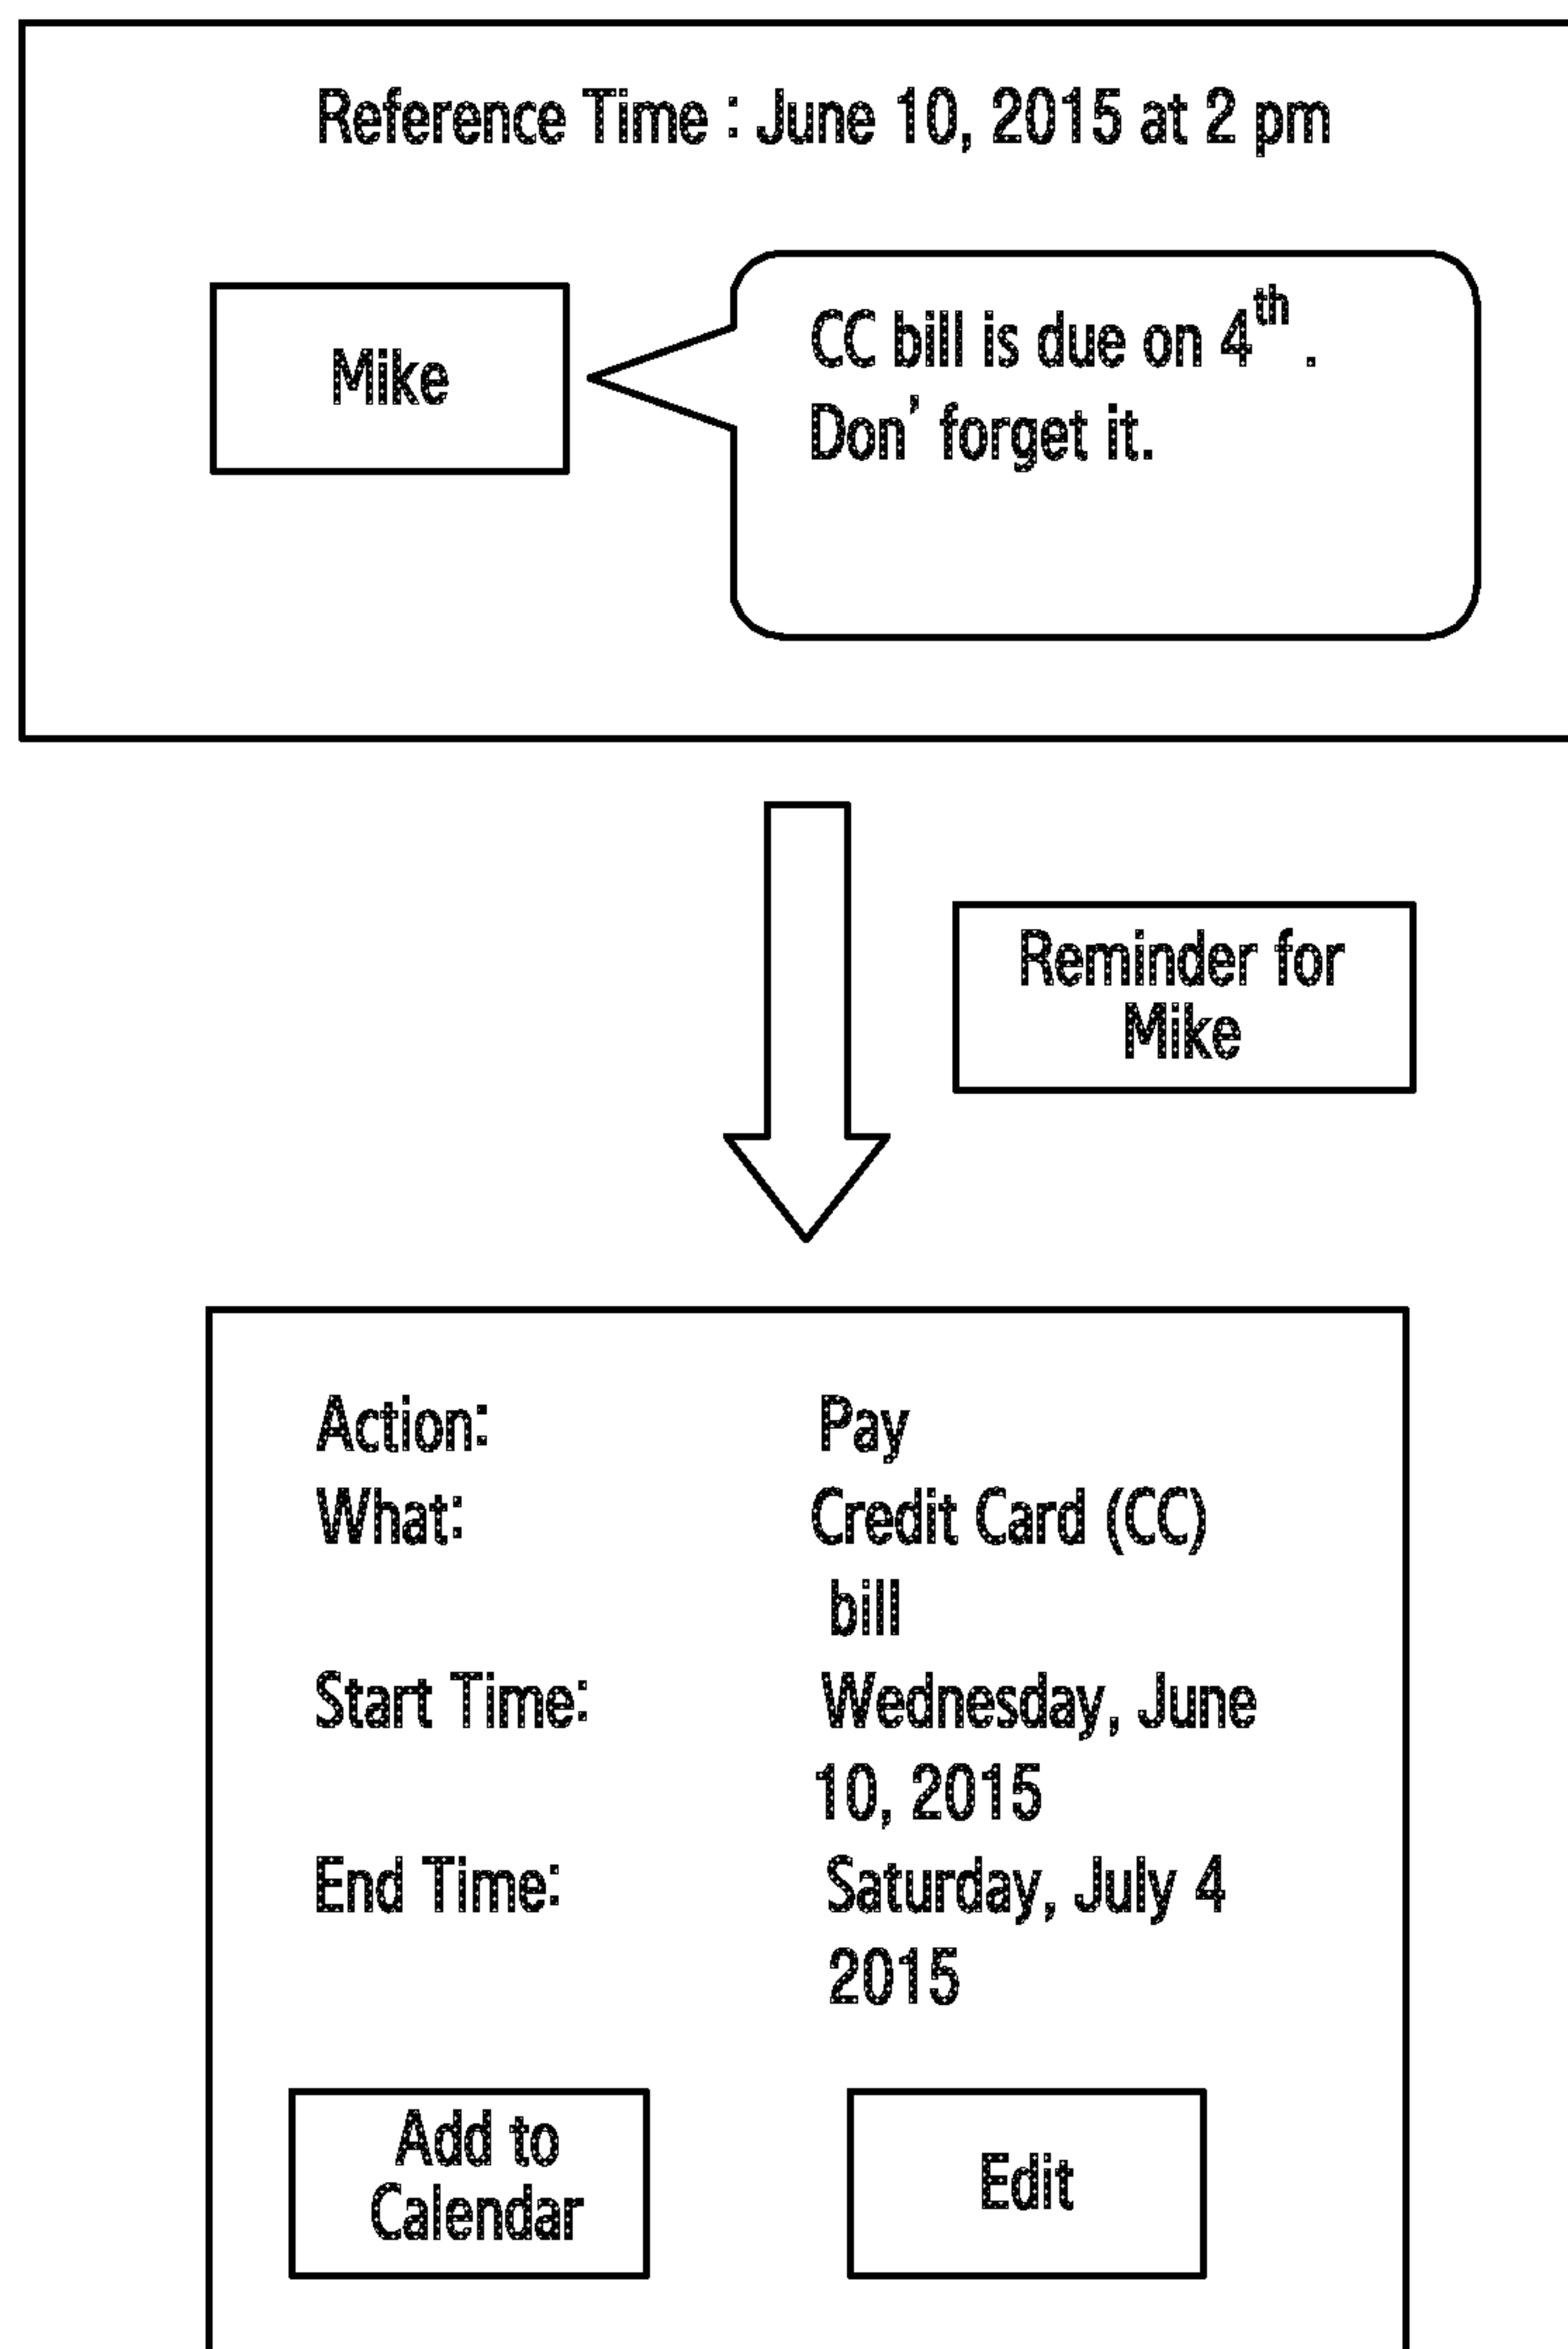 Reference Time : June 10, 2015 at 2 pm
Mike
CC bill is due on 4th .
Don' forget it.
Reminder for
Mike
Action: Pay
What: Credit Card (CC)
bill
Start Time: Wednesday, June
10, 2015
End Time: Saturday, July 4
2015
Add to
Calendar
Edit